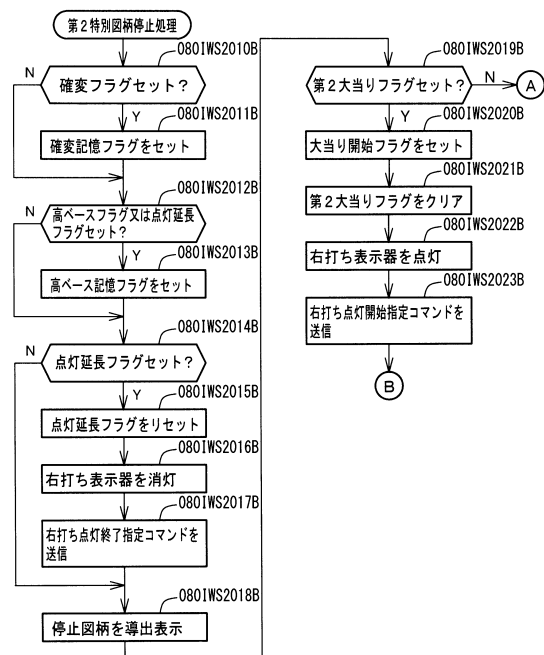 第２特別図柄停止処理
080IWS2010B
確変フラグセット？
N
Y
080IWS2011B
確変記憶フラグをセット
080IWS2012B
高ベースフラグ又は点灯延長
フラグセット？
N
Y
080IWS2013B
高ベース記憶フラグをセット
080IWS2014B
点灯延長フラグセット？
N
Y
080IWS2015B
点灯延長フラグをリセット
080IWS2016B
右打ち表示器を消灯
080IWS2017B
右打ち点灯終了指定コマンドを
送信
080IWS2018B
停止図柄を導出表示
080IWS2019B
第２大当りフラグセット？
N
A
Y
080IWS2020B
大当り開始フラグをセット
080IWS2021B
第２大当りフラグをクリア
080IWS2022B
右打ち表示器を点灯
080IWS2023B
右打ち点灯開始指定コマンドを
送信
B